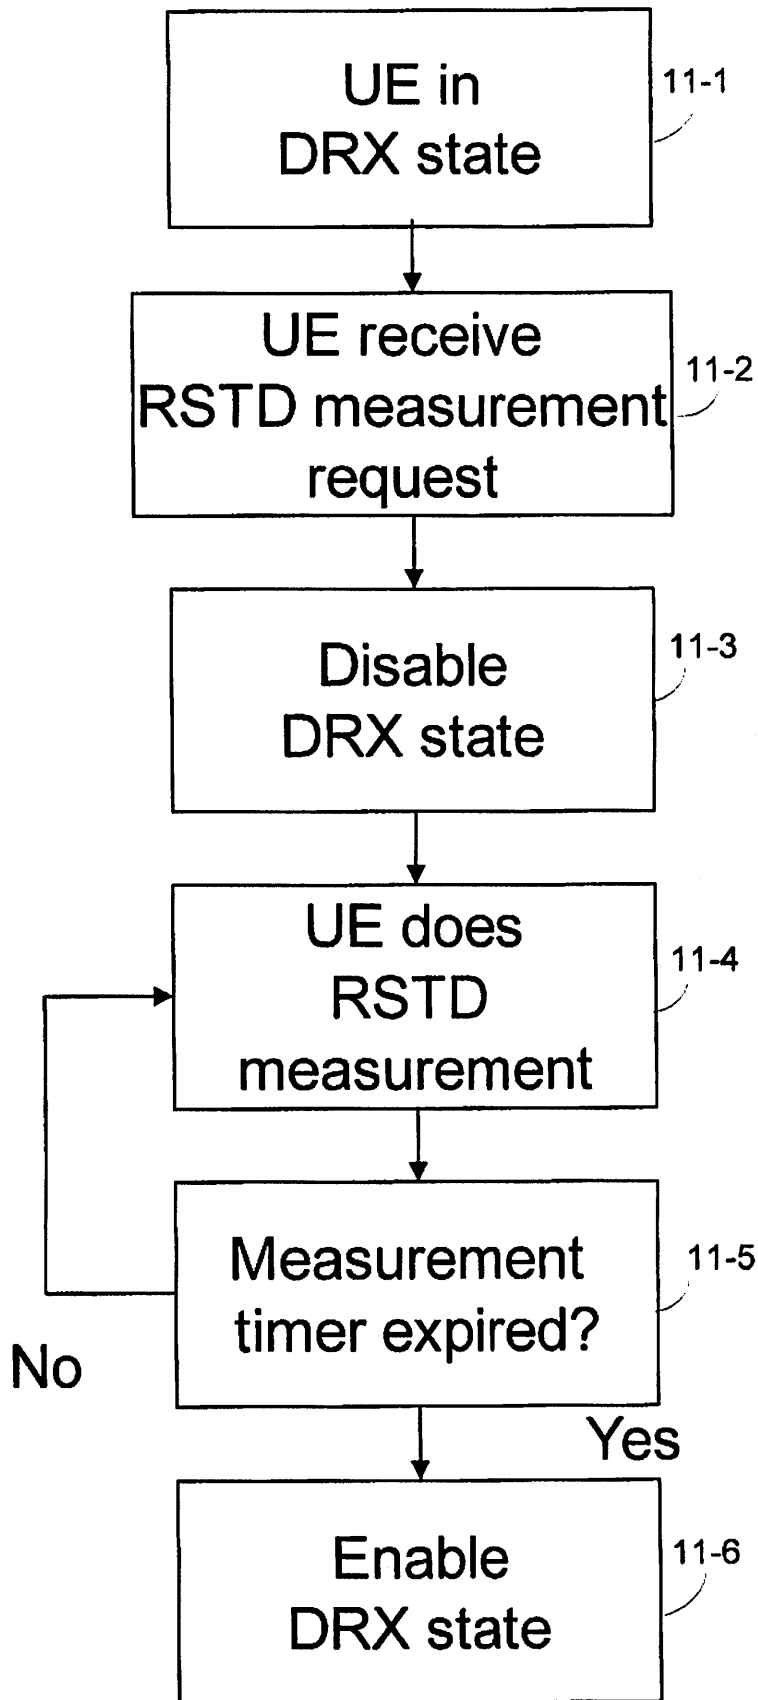 UE in
DRX state
11-1
UE receive
RSTD measurement
request
11-2
Disable
DRX state
11-3
UE does
RSTD
measurement
11-4
Measurement
timer expired?
11-5
No
Yes
Enable
DRX state
11-6